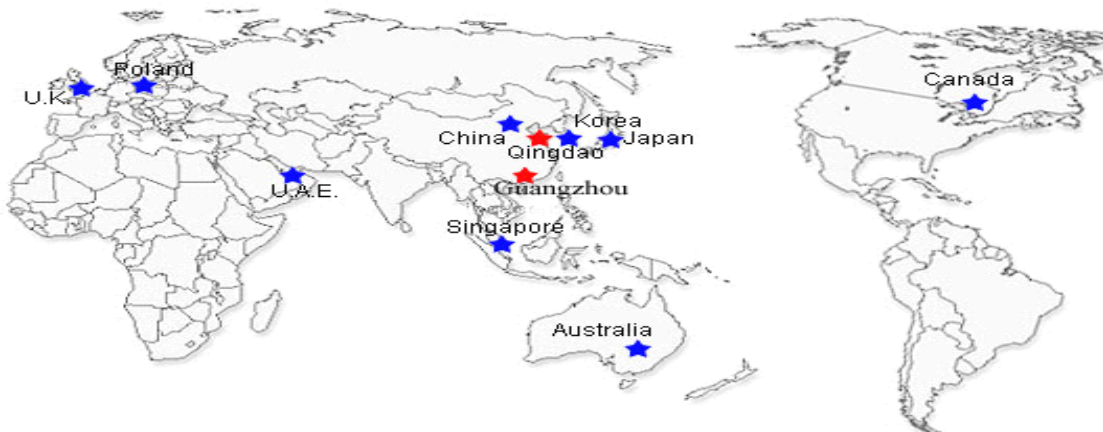 Poland
U.K.
Canada
Korea
China
Japan
Qingdao
U.A.E.
Guangzhou
Singapore
Australia